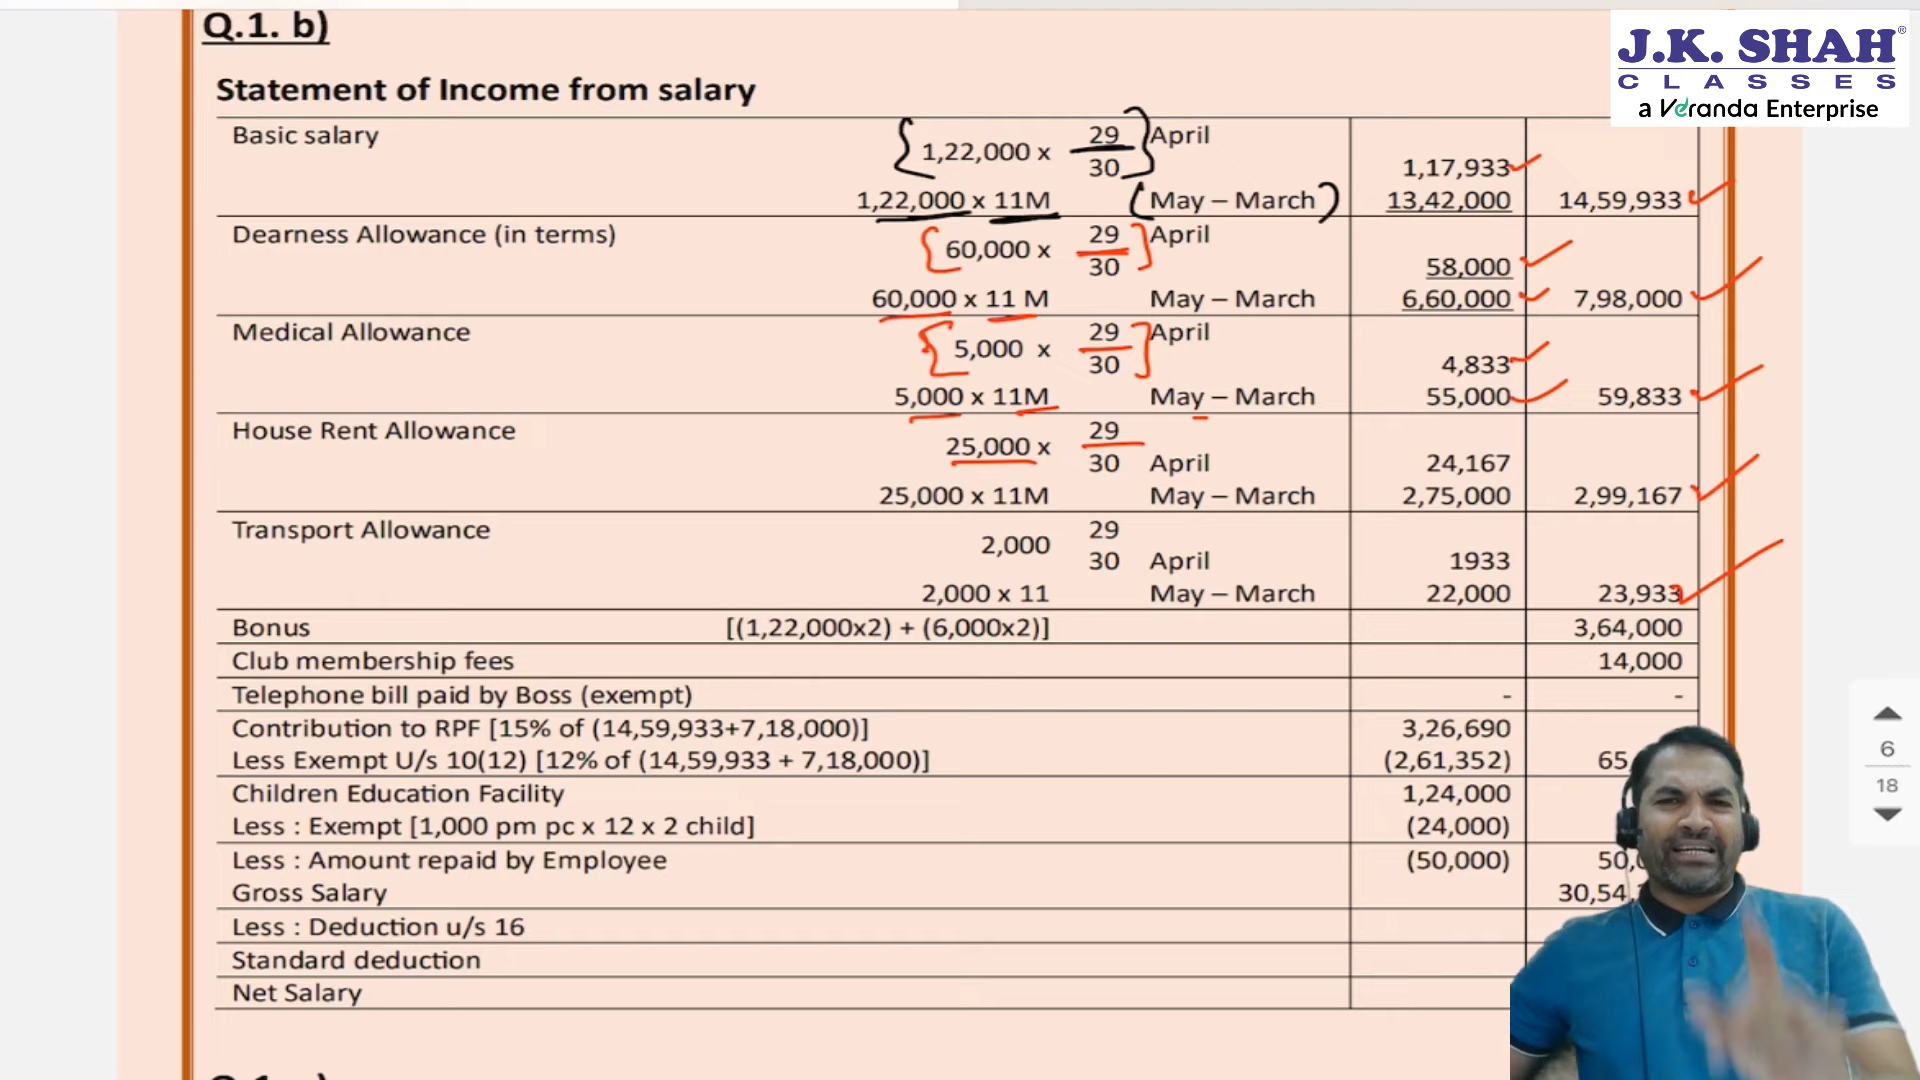 Q.1. b)
J.K. SHAH®
CLASSES
a Veranda Enterprise
Statement of Income from salary
Basic salary 1,22,000 x 29 April
30 1,17,933
1,22,000 x 11M (May – March) 13,42,000 14,59,933
Dearness Allowance (in terms) 60,000 x 29 April
30 58,000
60,000 x 11 M May – March 6,60,000 7,98,000
Medical Allowance 5,000 x 29 April
30 4,833
5,000 x 11M May – March 55,000 59,833
House Rent Allowance 25,000 x 29
30 April 24,167
25,000 x 11M May – March 2,75,000 2,99,167
Transport Allowance 2,000 29
30 April 1933
2,000 x 11 May – March 22,000 23,933
Bonus [(1,22,000x2) + (6,000x2)] 3,64,000
Club membership fees 14,000
Telephone bill paid by Boss (exempt) - -
Contribution to RPF [15% of (14,59,933+7,18,000)] 3,26,690
Less Exempt U/s 10(12) [12% of (14,59,933 + 7,18,000)] (2,61,352)
Children Education Facility 1,24,000
Less : Exempt [1,000 pm pc x 12 x 2 child] (24,000)
Less : Amount repaid by Employee (50,000)
Gross Salary
Less : Deduction u/s 16
Standard deduction
Net Salary
6
18